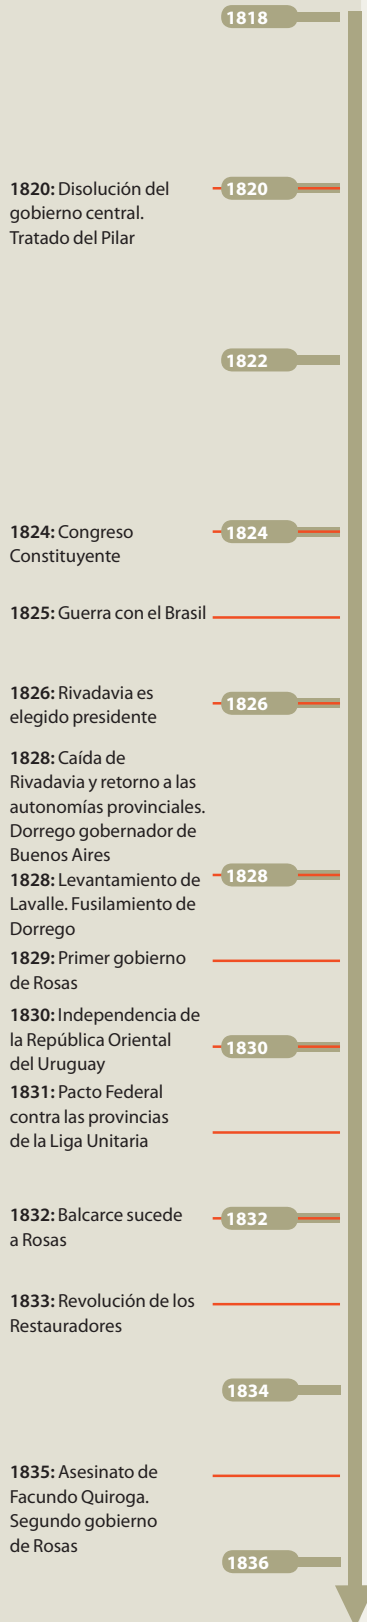 1818
1820: Disolución del
gobierno central.
Tratado del Pilar
1820
1822
1824: Congreso
Constituyente
1824
1825: Guerra con el Brasil
1826: Rivadavia es
elegido presidente
1826
1828: Caída de
Rivadavia y retorno a las
autonomías provinciales.
Dorrego gobernador de
Buenos Aires
1828: Levantamiento de
Lavalle. Fusilamiento de
Dorrego
1828
1829: Primer gobierno
de Rosas
1830: Independencia de
la República Oriental
del Uruguay
1830
1831: Pacto Federal
contra las provincias
de la Liga Unitaria
1832: Balcarce sucede
a Rosas
1832
1833: Revolución de los
Restauradores
1834
1835: Asesinato de
Facundo Quiroga.
Segundo gobierno
de Rosas
1836